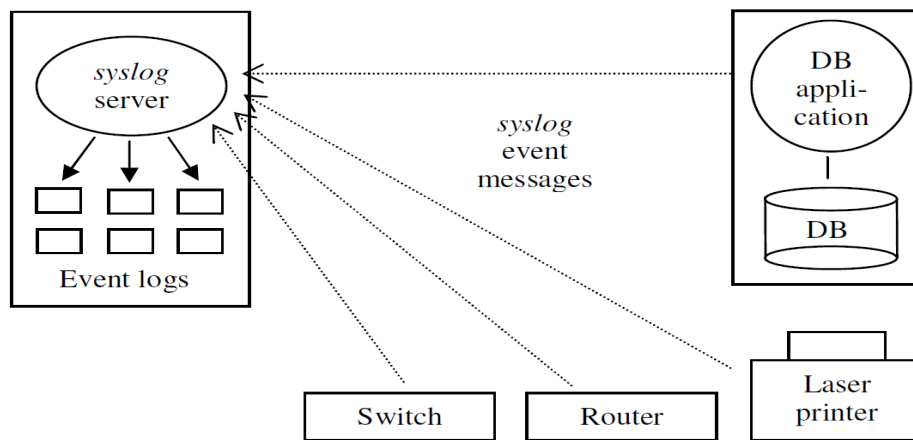 syslog
server
Event logs
syslog
event
messages
DB
appli-
cation
DB
Switch
Router
Laser
printer